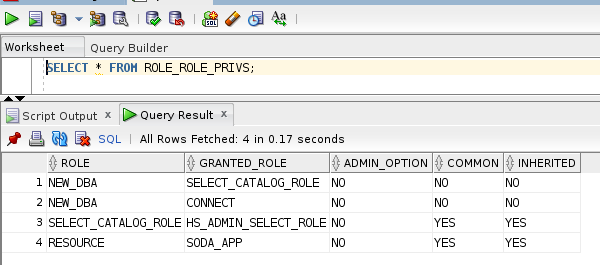 Worksheet Query Builder
SELECT * FROM ROLE_ROLE_PRIVS;
Script Output x Query Result x
SQL | All Rows Fetched: 4 in 0.17 seconds
ROLE GRANTED_ROLE ADMIN_OPTION COMMON INHERITED
1 NEW_DBA SELECT_CATALOG_ROLE NO NO NO
2 NEW_DBA CONNECT NO NO NO
3 SELECT_CATALOG_ROLE HS_ADMIN_SELECT_ROLE NO YES YES
4 RESOURCE SODA_APP NO YES YES